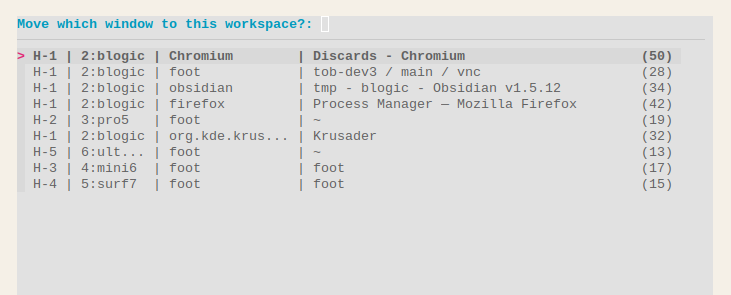 Move which window to this workspace?:
> H-1 | 2:blogic | Chromium | Discards - Chromium (50)
H-1 | 2:blogic | foot | tob-dev3 / main / vnc (28)
H-1 | 2:blogic | obsidian | tmp - blogic - Obsidian v1.5.12 (34)
H-1 | 2:blogic | firefox | Process Manager — Mozilla Firefox (42)
H-2 | 3:pro5 | foot | ~ (19)
H-1 | 2:blogic | org.kde.krus... | Krusader (32)
H-5 | 6:ult... | foot | ~ (13)
H-3 | 4:mini6 | foot | foot (17)
H-4 | 5:surf7 | foot | foot (15)